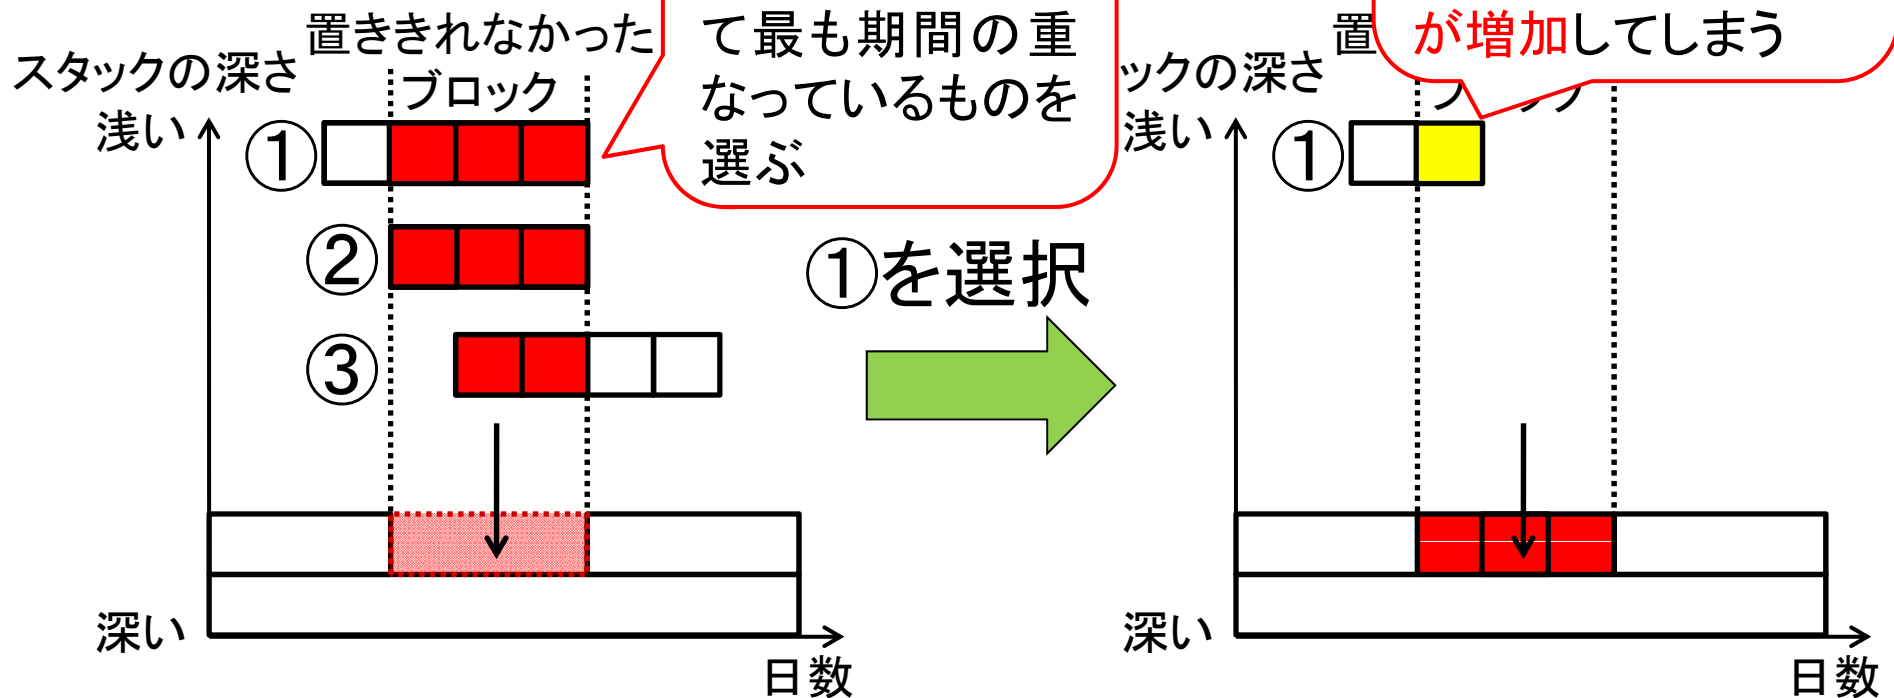 置ききれなかった
ブロック
スタックの深さ
浅い
①
②
③
深い
日数
て最も期間の重
なっているものを
選ぶ
①を選択
が増加してしまう
置
ックの深さ
浅い
①
深い
日数